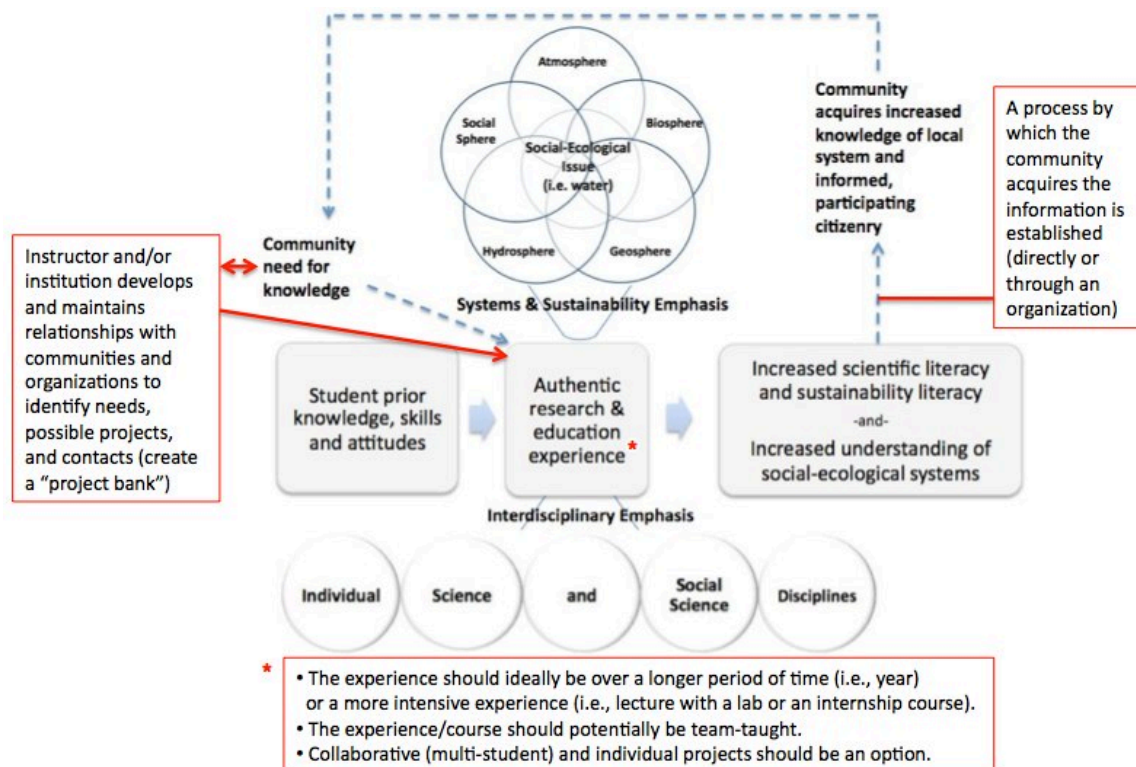 Atmosphere
Social
Sphere
Biosphere
Social-Ecological
Issue
(i.e. water)
Hydrosphere
Geosphere
Community
acquires increased
knowledge of local
system and
informed,
participating
citizenry
A process by
which the
community
acquires the
information is
established
(directly or
through an
organization)
Instructor and/or
institution develops
and maintains
relationships with
communities and
organizations to
identify needs,
possible projects,
and contacts (create
a “project bank”)
Community
need for
knowledge
Systems & Sustainability Emphasis
Student prior
knowledge, skills
and attitudes
Authentic
research &
education
experience*
Increased scientific literacy
and sustainability literacy
-and-
Increased understanding of
social-ecological systems
Interdisciplinary Emphasis
Individual
Science
and
Social
Science
Disciplines
*
• The experience should ideally be over a longer period of time (i.e., year)
or a more intensive experience (i.e., lecture with a lab or an internship course).
• The experience/course should potentially be team-taught.
• Collaborative (multi-student) and individual projects should be an option.